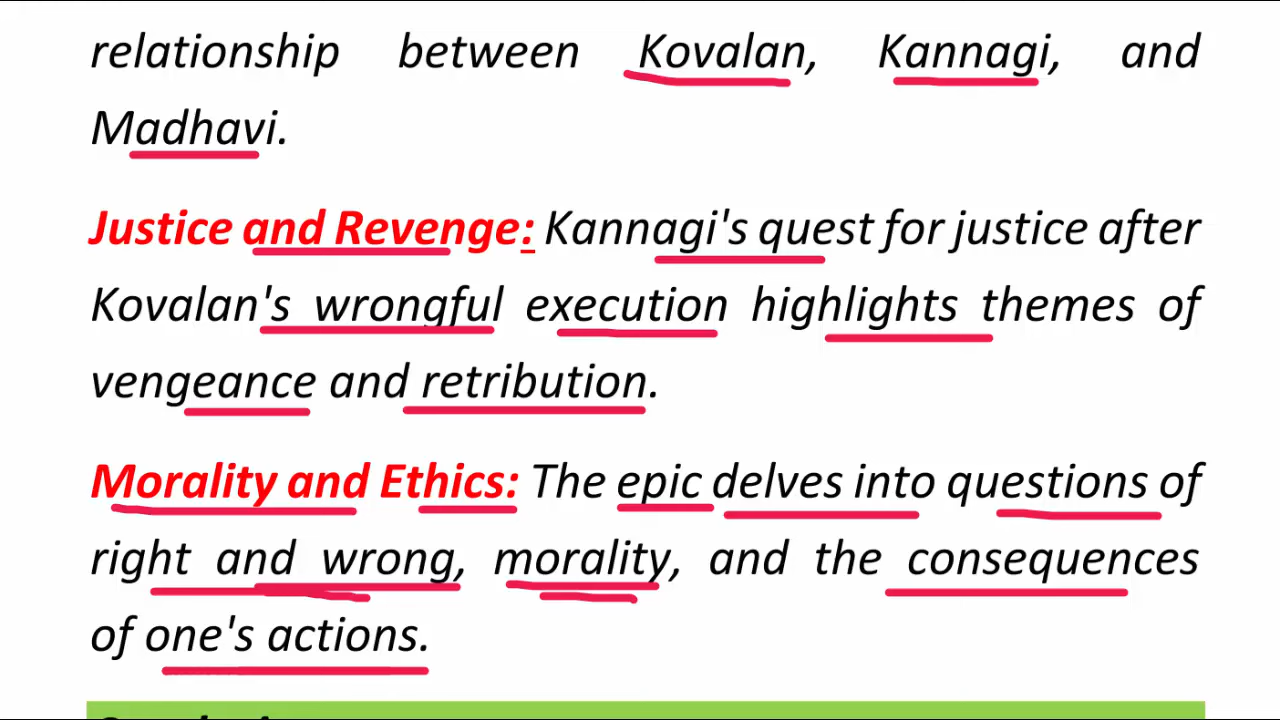 relationship between Kovalan, Kannagi, and
Madhavi.
Justice and Revenge: Kannagi's quest for justice after
Kovalan's wrongful execution highlights themes of
vengeance and retribution.
Morality and Ethics: The epic delves into questions of
right and wrong, morality, and the consequences
of one's actions.